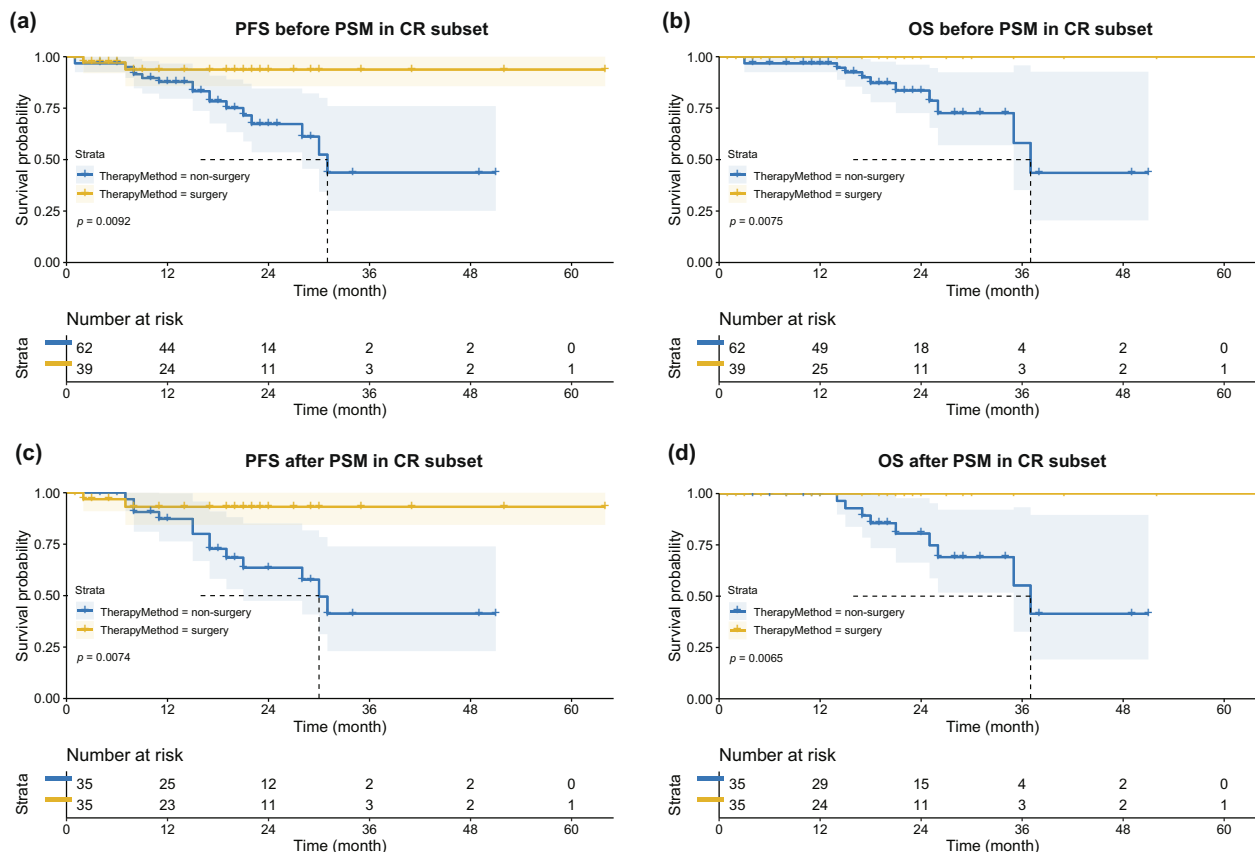 (a)
PFS before PSM in CR subset
Survival probability
1.00
0.75
0.50
0.25
0.00
Strata
TherapyMethod = non-surgery
TherapyMethod = surgery
p = 0.0092
0 12 24 36 48 60
Time (month)
Number at risk
Strata
62 44 14 2 2 0
39 24 11 3 2 1
0 12 24 36 48 60
Time (month)
(b)
OS before PSM in CR subset
Survival probability
1.00
0.75
0.50
0.25
0.00
Strata
TherapyMethod = non-surgery
TherapyMethod = surgery
p = 0.0075
0 12 24 36 48 60
Time (month)
Number at risk
Strata
62 49 18 4 2 0
39 25 11 3 2 1
0 12 24 36 48 60
Time (month)
(c)
PFS after PSM in CR subset
Survival probability
1.00
0.75
0.50
0.25
0.00
Strata
TherapyMethod = non-surgery
TherapyMethod = surgery
p = 0.0074
0 12 24 36 48 60
Time (month)
Number at risk
Strata
35 25 12 2 2 0
35 23 11 3 2 1
0 12 24 36 48 60
Time (month)
(d)
OS after PSM in CR subset
Survival probability
1.00
0.75
0.50
0.25
0.00
Strata
TherapyMethod = non-surgery
TherapyMethod = surgery
p = 0.0065
0 12 24 36 48 60
Time (month)
Number at risk
Strata
35 29 15 4 2 0
35 24 11 3 2 1
0 12 24 36 48 60
Time (month)